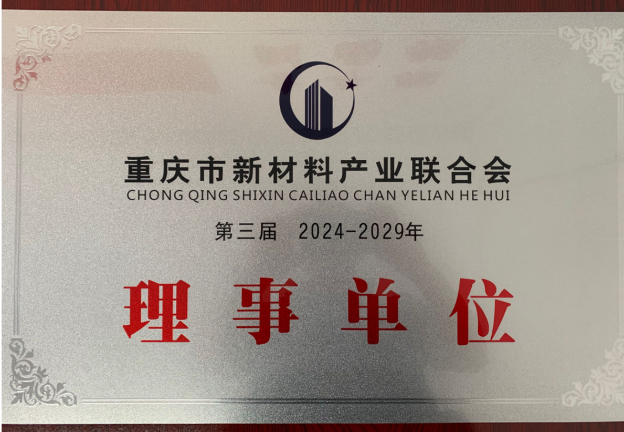 重庆市新材料产业联合会
CHONG QING SHIXIN CAILIAO CHAN YELIAN HE HUI
第三届 2024-2029年
理事单位